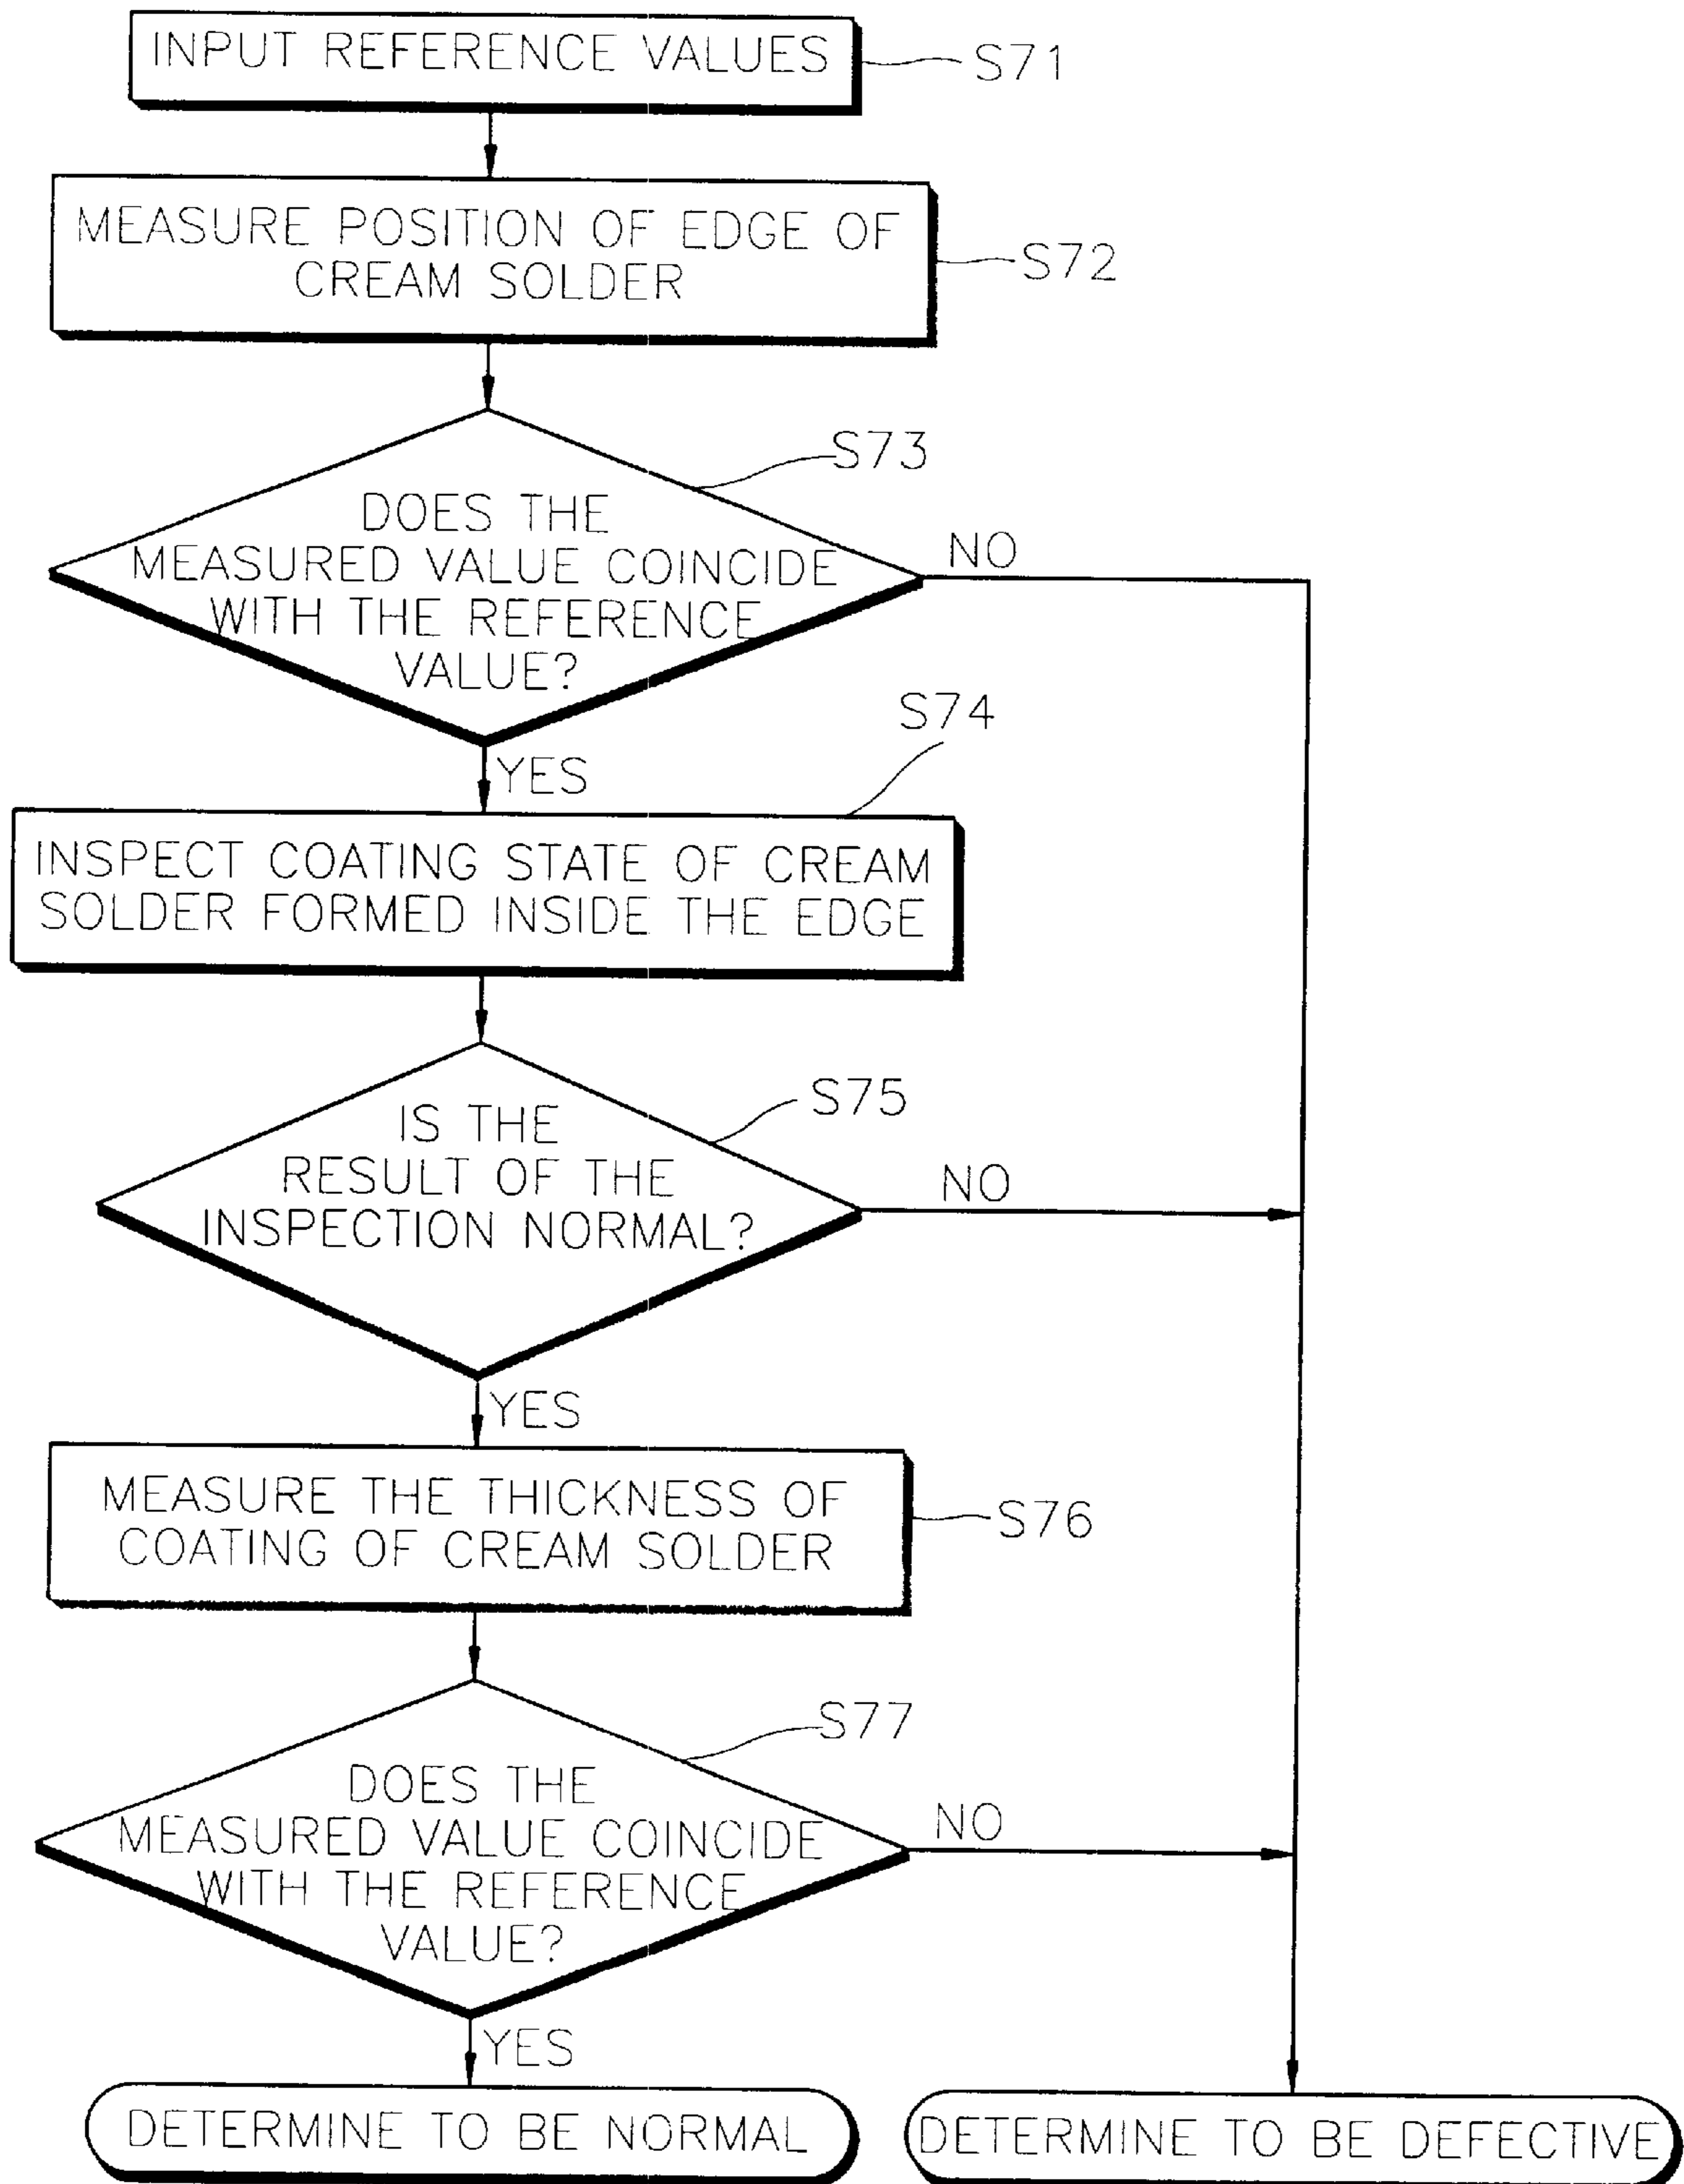 INPUT REFERENCE VALUES
S71
MEASURE POSITION OF EDGE OF
CREAM SOLDER
S72
S73
DOES THE
MEASURED VALUE COINCIDE
WITH THE REFERENCE
VALUE?
NO
YES
S74
INSPECT COATING STATE OF CREAM
SOLDER FORMED INSIDE THE EDGE
S75
IS THE
RESULT OF THE
INSPECTION NORMAL?
NO
YES
MEASURE THE THICKNESS OF
COATING OF CREAM SOLDER
S76
S77
DOES THE
MEASURED VALUE COINCIDE
WITH THE REFERENCE
VALUE?
NO
YES
DETERMINE TO BE NORMAL
DETERMINE TO BE DEFECTIVE